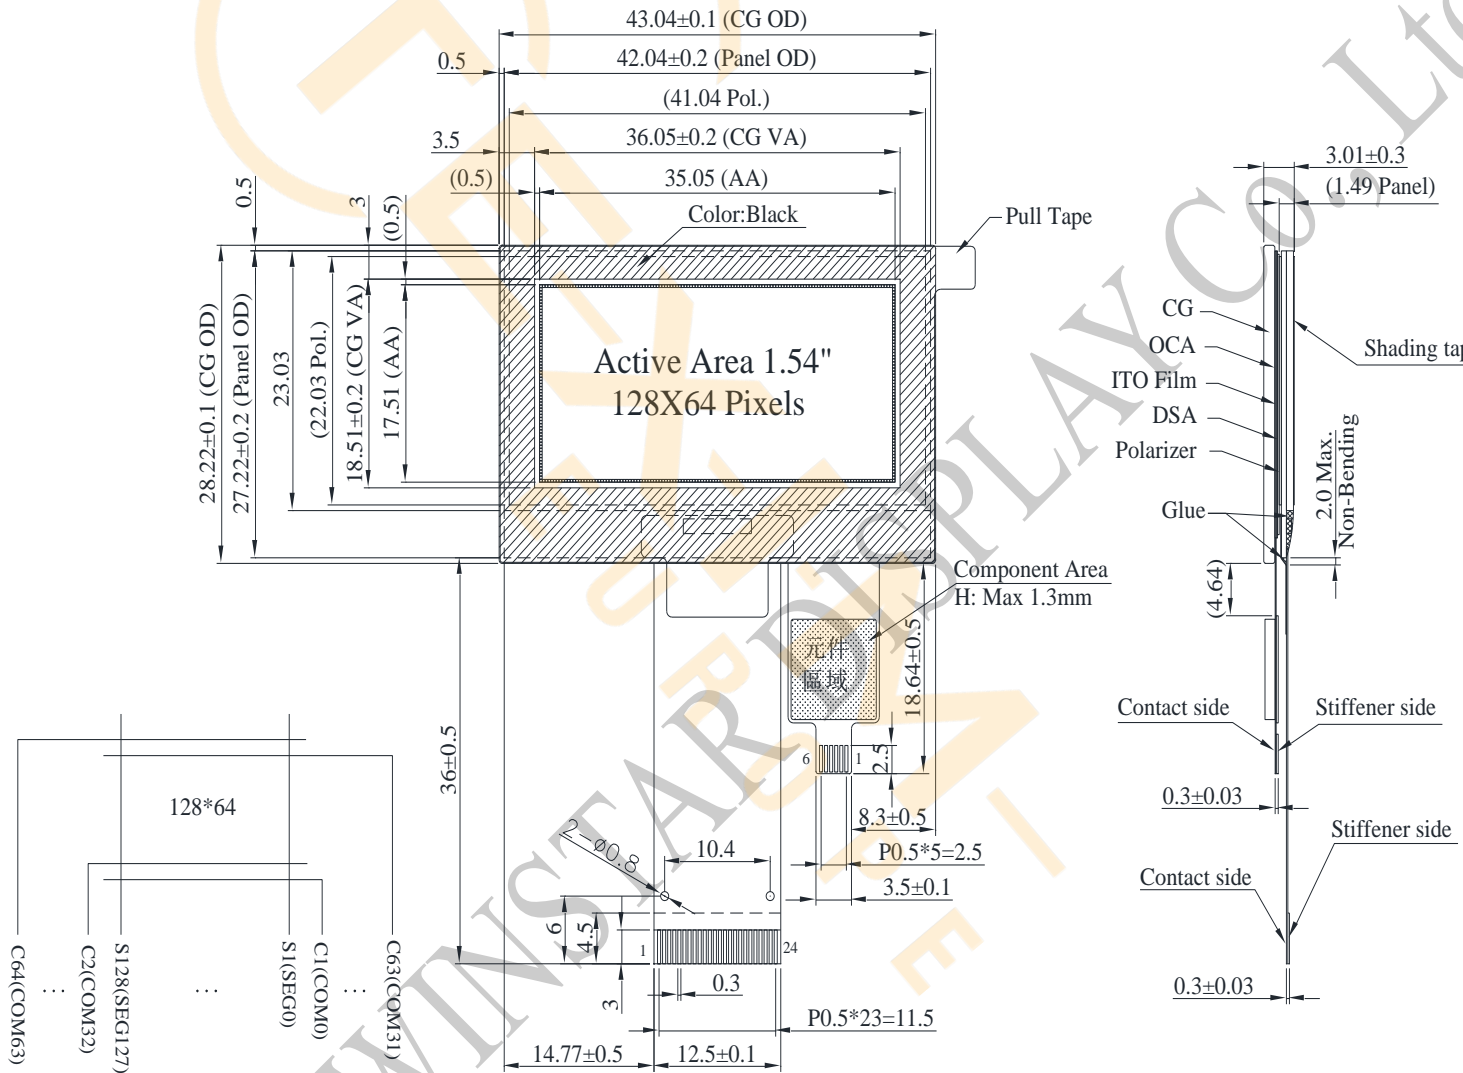 43.04±0.1 (CG OD)
0.5
42.04±0.2 (Panel OD)
(41.04 Pol.)
3.5
36.05±0.2 (CG VA)
(0.5)
35.05 (AA)
Color:Black
Pull Tape
0.5
3
(0.5)
28.22±0.1 (CG OD)
27.22±0.2 (Panel OD)
23.03
(22.03 Pol.)
18.51±0.2 (CG VA)
17.51 (AA)
Active Area 1.54"
128X64 Pixels
Component Area
H: Max 1.3mm
元件
區域
18.64±0.5
6
1
2.5
8.3±0.5
P0.5*5=2.5
3.5±0.1
36±0.5
2-ø0.8
10.4
6
4.5
3
1
24
0.3
P0.5*23=11.5
14.77±0.5
12.5±0.1
128*64
C64(COM63)
...
C2(COM32)
S128(SEG127)
...
S1(SEG0)
C1(COM0)
...
C63(COM31)
3.01±0.3
(1.49 Panel)
CG
OCA
ITO Film
DSA
Polarizer
Glue
Shading tap
2.0 Max.
Non-Bending
(4.64)
Contact side
Stiffener side
0.3±0.03
Stiffener side
Contact side
0.3±0.03
WINSTAR DISPLAY Co., Ltd